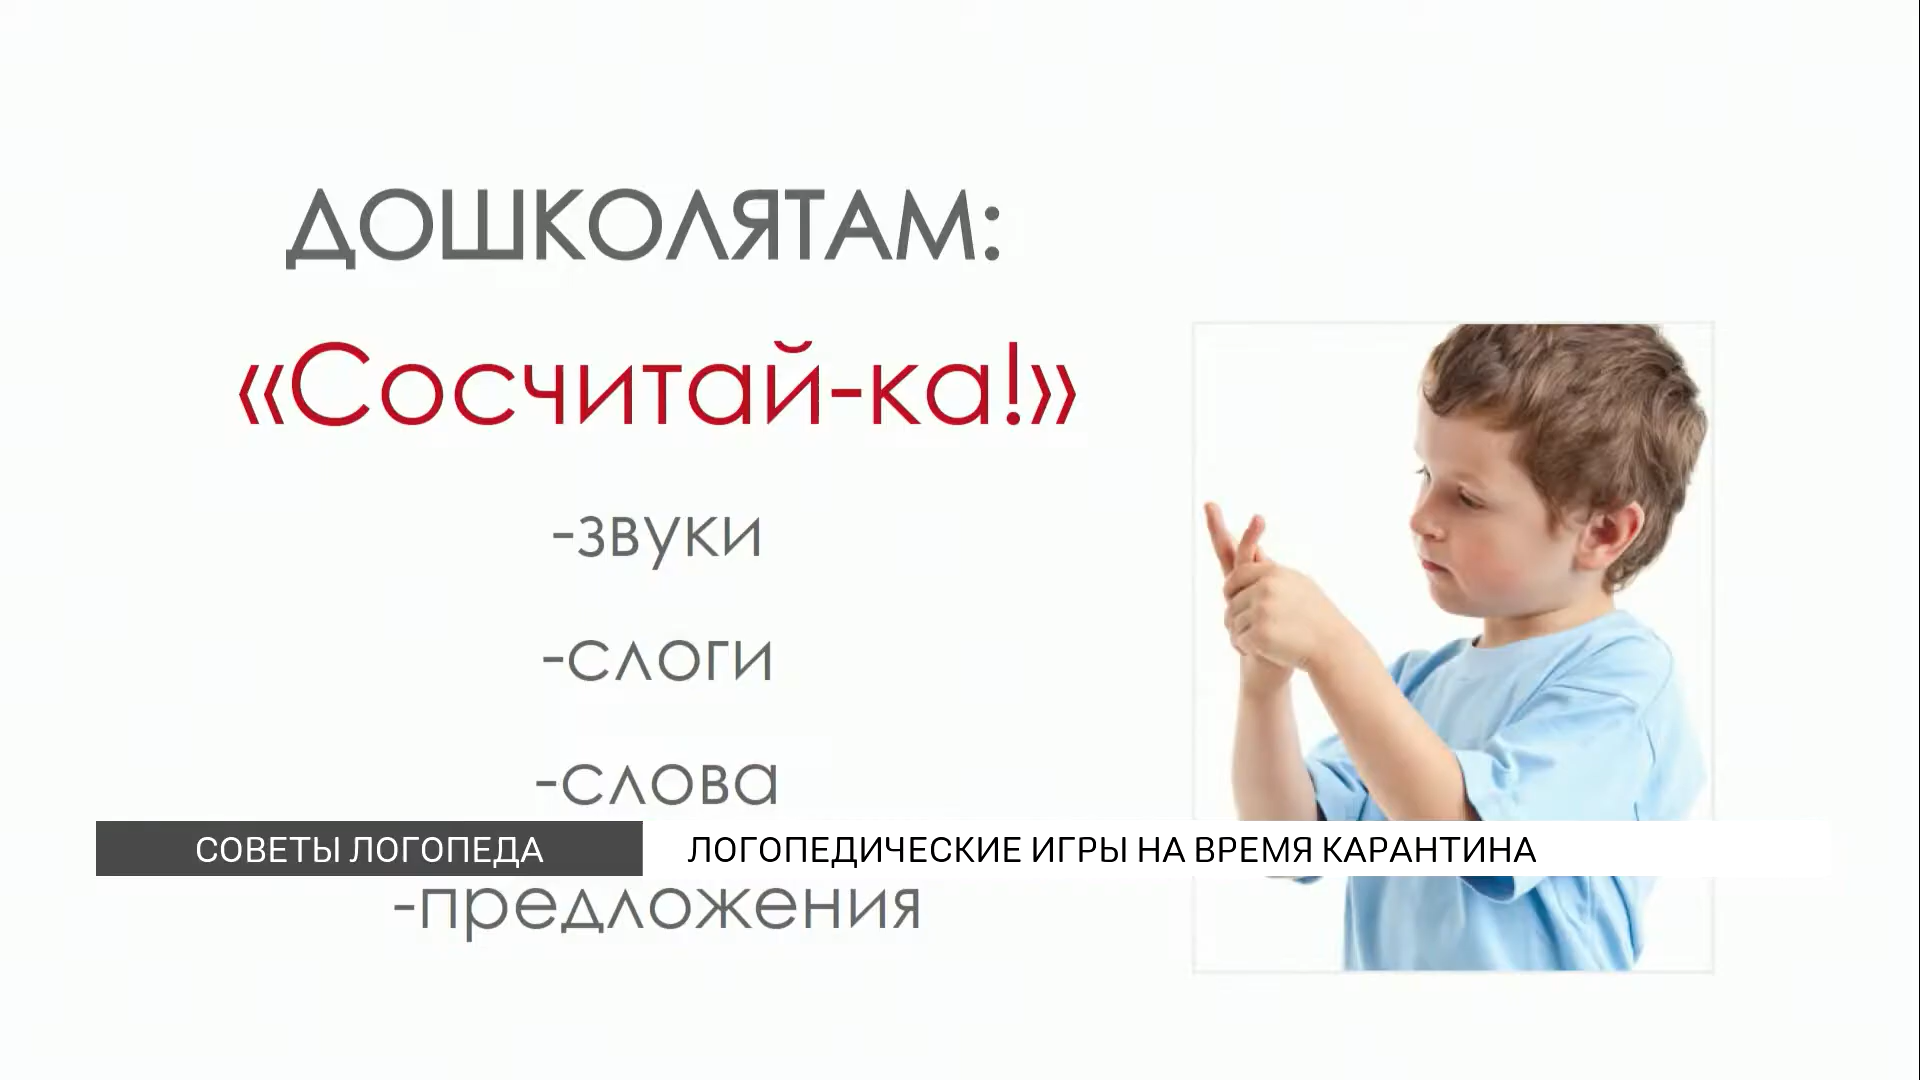 ДОШКОЛЯТАМ:
«Сосчитай-ка!»
-звуки
-слоги
-слова
СОВЕТЫ ЛОГОПЕДА
ЛОГОПЕДИЧЕСКИЕ ИГРЫ НА ВРЕМЯ КАРАНТИНА
-предложения